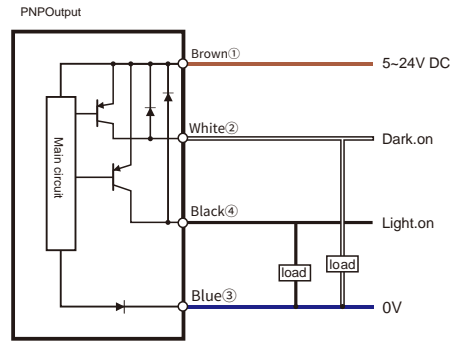 PNPOutput
Brown①
5~24V DC
White②
Dark.on
Main circuit
Black④
Light.on
load
load
Blue③
0V